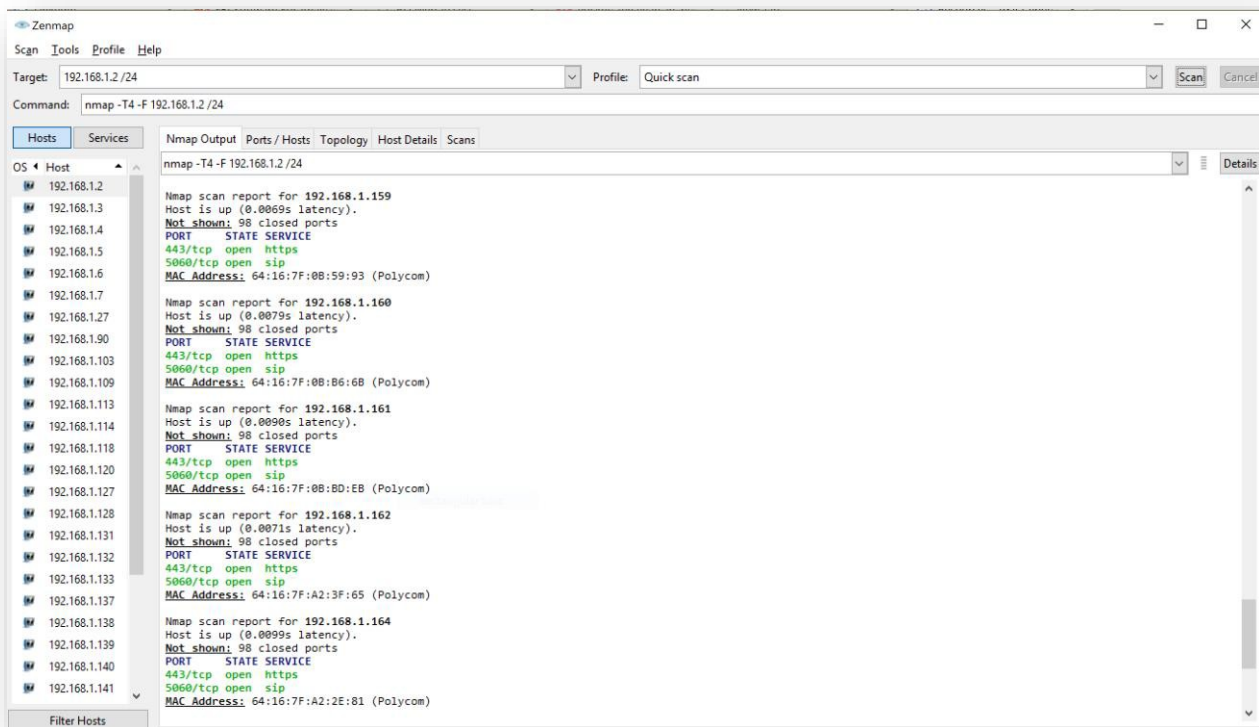 Zenmap
Scan Tools Profile Help
Target: 192.168.1.2 /24 Profile: Quick scan Scan Cancel
Command: nmap -T4 -F 192.168.1.2 /24
Hosts Services
Nmap Output Ports / Hosts Topology Host Details Scans
OS Host
nmap -T4 -F 192.168.1.2 /24 Details
192.168.1.2
192.168.1.3
192.168.1.4
192.168.1.5
192.168.1.6
192.168.1.7
192.168.1.27
192.168.1.90
192.168.1.103
192.168.1.109
192.168.1.113
192.168.1.114
192.168.1.118
192.168.1.120
192.168.1.127
192.168.1.128
192.168.1.131
192.168.1.132
192.168.1.133
192.168.1.137
192.168.1.138
192.168.1.139
192.168.1.140
192.168.1.141
Filter Hosts
Nmap scan report for 192.168.1.159
Host is up (0.0069s latency).
Not shown: 98 closed ports
PORT STATE SERVICE
443/tcp open https
5060/tcp open sip
MAC Address: 64:16:7F:0B:59:93 (Polycom)
Nmap scan report for 192.168.1.160
Host is up (0.0079s latency).
Not shown: 98 closed ports
PORT STATE SERVICE
443/tcp open https
5060/tcp open sip
MAC Address: 64:16:7F:0B:B6:6B (Polycom)
Nmap scan report for 192.168.1.161
Host is up (0.0090s latency).
Not shown: 98 closed ports
PORT STATE SERVICE
443/tcp open https
5060/tcp open sip
MAC Address: 64:16:7F:0B:BD:EB (Polycom)
Nmap scan report for 192.168.1.162
Host is up (0.0071s latency).
Not shown: 98 closed ports
PORT STATE SERVICE
443/tcp open https
5060/tcp open sip
MAC Address: 64:16:7F:A2:3F:65 (Polycom)
Nmap scan report for 192.168.1.164
Host is up (0.0099s latency).
Not shown: 98 closed ports
PORT STATE SERVICE
443/tcp open https
5060/tcp open sip
MAC Address: 64:16:7F:A2:2E:81 (Polycom)